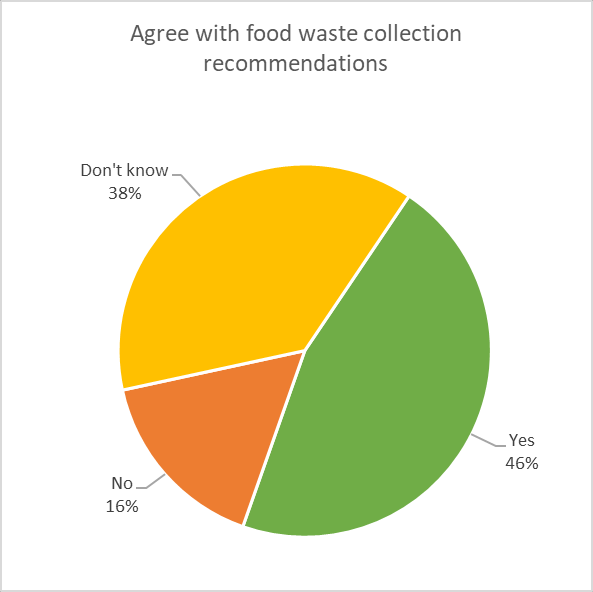 Agree with food waste collection
recommendations
Don't know
38%
Yes
46%
No
16%